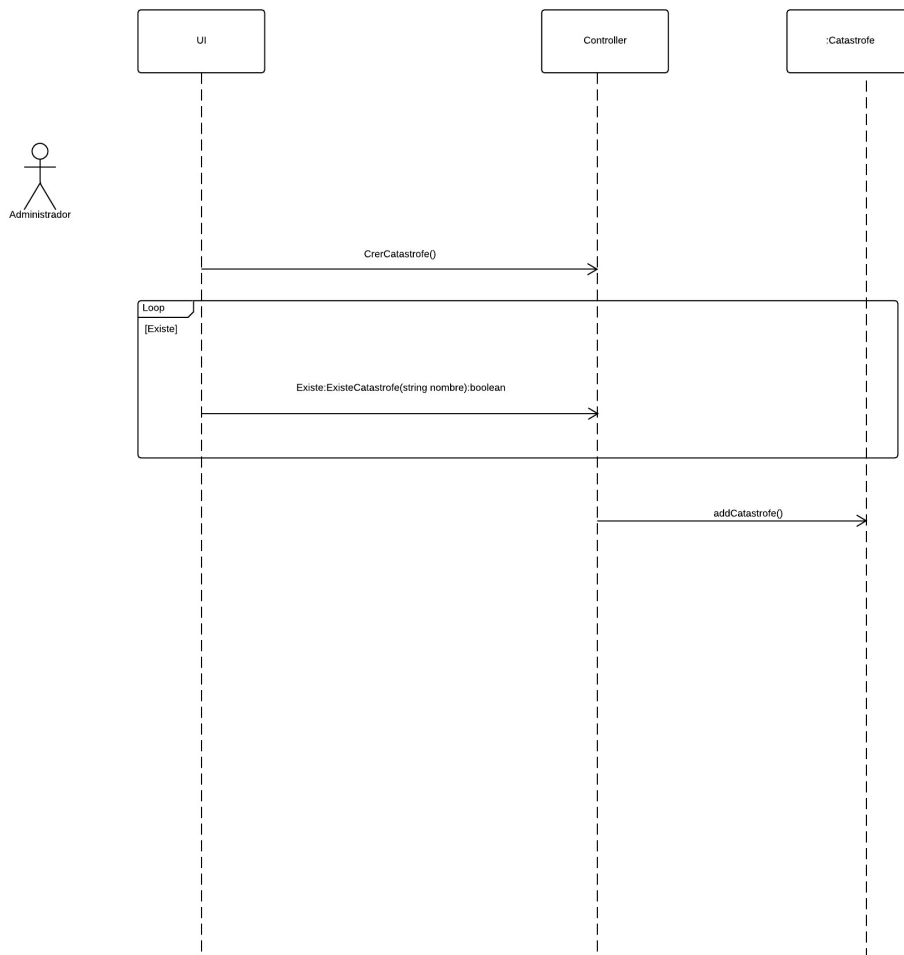 UI
Controller
:Catastrofe
Administrador
CrerCatastrofe()
Loop
[Existe]
Existe:ExisteCatastrofe(string nombre):boolean
addCatastrofe()